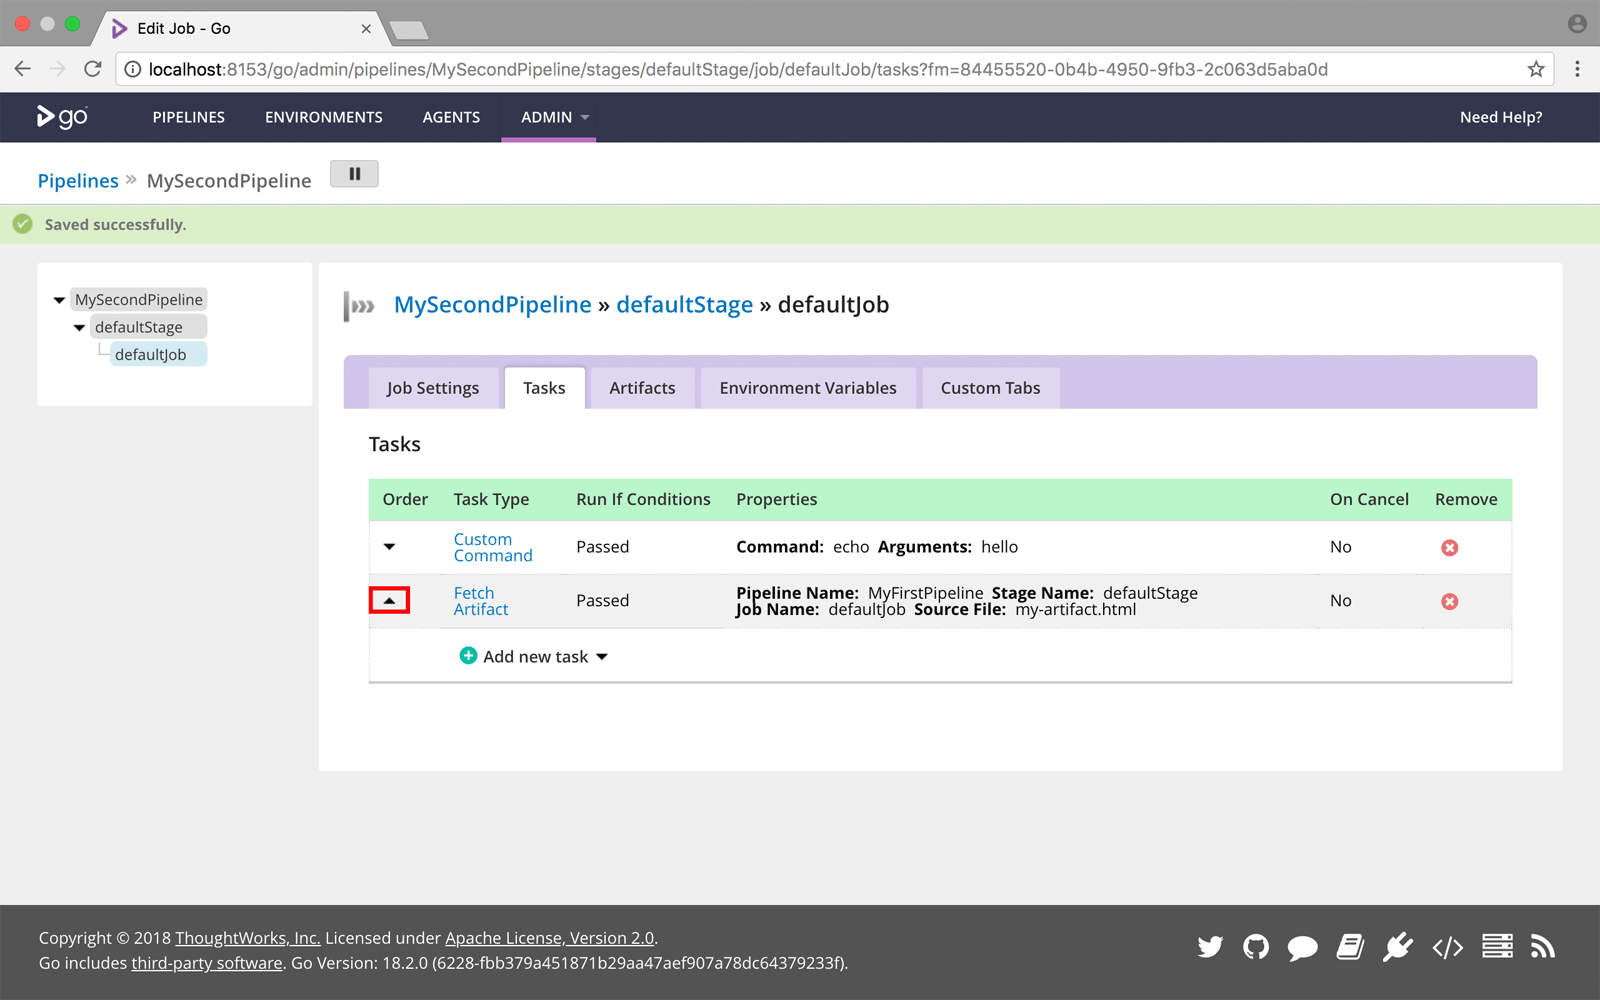 Edit Job - Go
localhost:8153/go/admin/pipelines/MySecondPipeline/stages/defaultStage/job/defaultJob/tasks?fm=84455520-0b4b-4950-9fb3-2c063d5aba0d
go PIPELINES ENVIRONMENTS AGENTS ADMIN Need Help?
Pipelines » MySecondPipeline
Saved successfully.
MySecondPipeline
defaultStage
defaultJob
MySecondPipeline » defaultStage » defaultJob
Job Settings Tasks Artifacts Environment Variables Custom Tabs
Tasks
Order Task Type Run If Conditions Properties On Cancel Remove
Custom Command Passed Command: echo Arguments: hello No
Fetch Artifact Passed Pipeline Name: MyFirstPipeline Stage Name: defaultStage
Job Name: defaultJob Source File: my-artifact.html No
Add new task
Copyright © 2018 ThoughtWorks, Inc. Licensed under Apache License, Version 2.0.
Go includes third-party software. Go Version: 18.2.0 (6228-fbb379a451871b29aa47aef907a78dc64379233f).